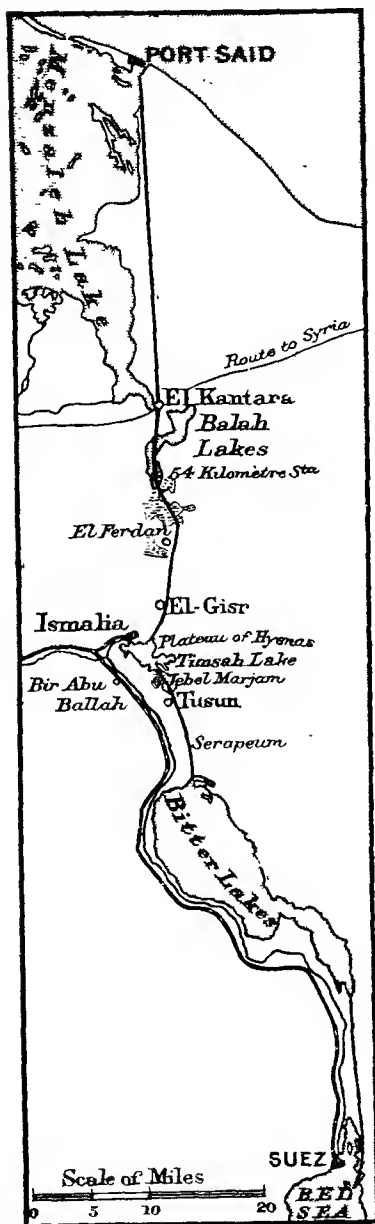 PORT SAID
Menzaleh Lake
Route to Syria
El Kantara
Balah
Lakes
54 Kilomètre Sta
El Ferdan
El-Gisr
Ismalia
Plateau of Hyenas
Timsah Lake
Bir Abu
Ballah
Jebel Marjam
Tusun
Serapeum
Bitter Lakes
SUEZ
RED
SEA
Scale of Miles
0 5 10 20